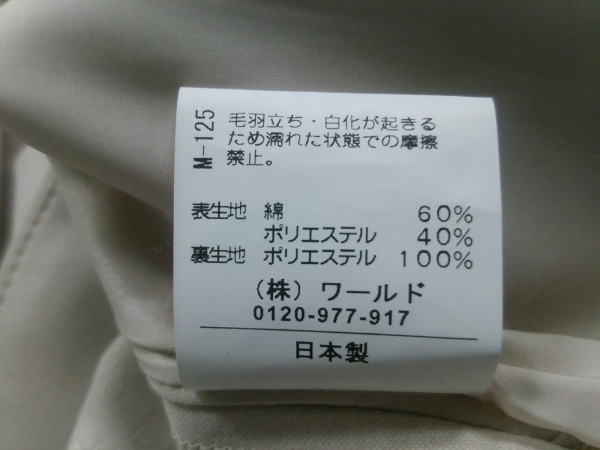 M-125
毛羽立ち・白化が起きる
ため濡れた状態での摩擦
禁止。
表生地 綿 60%
ポリエステル 40%
裏生地 ポリエステル 100%
(株)ワールド
0120-977-917
日本製